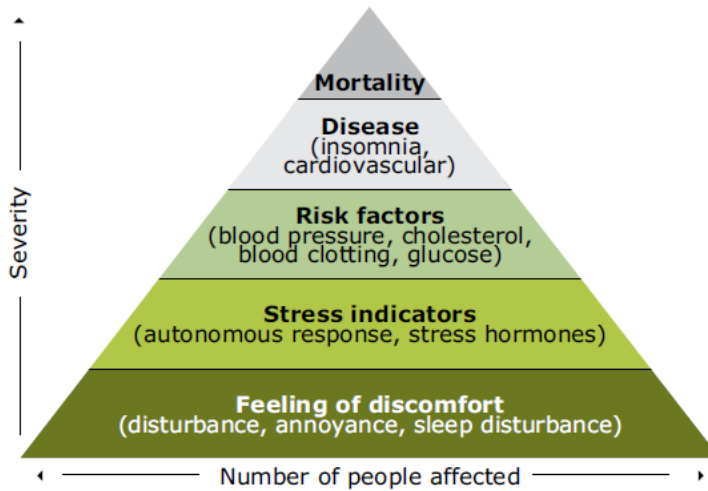 Mortality
Disease
(insomnia,
cardiovascular)
Risk factors
(blood pressure, cholesterol,
blood clotting, glucose)
Stress indicators
(autonomous response, stress hormones)
Feeling of discomfort
(disturbance, annoyance, sleep disturbance)
Severity
Number of people affected